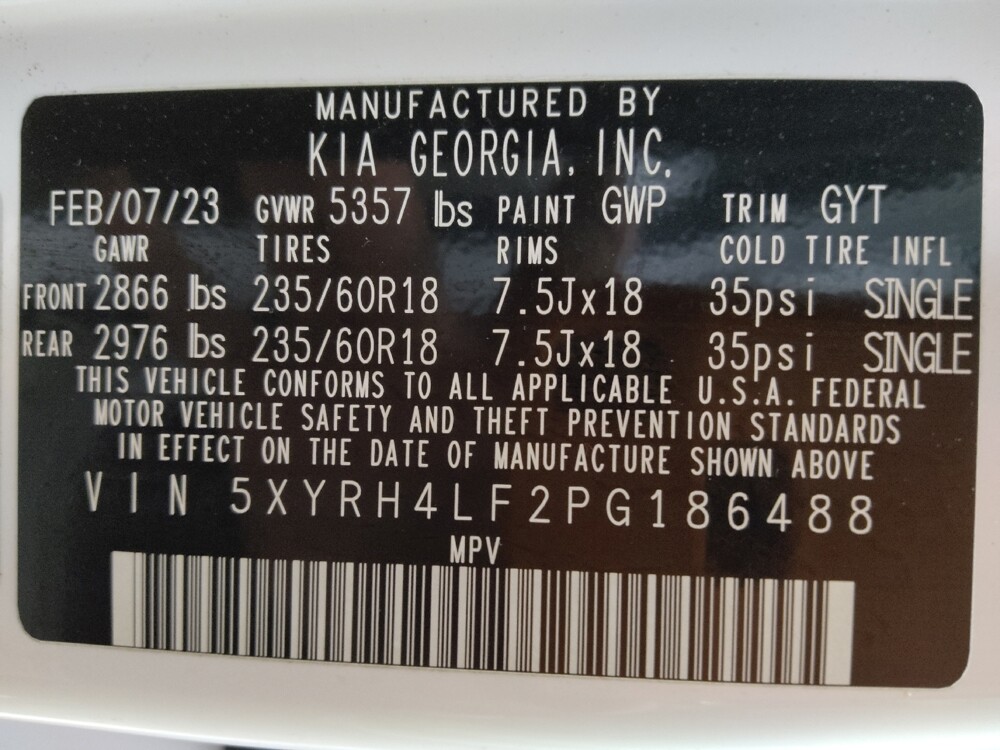 MANUFACTURED BY
KIA GEORGIA, INC.
FEB/07/23 GVWR 5357 lbs PAINT GWP TRIM GYT
GAWR TIRES RIMS COLD TIRE INFL
FRONT 2866 lbs 235/60R18 7.5Jx18 35psi SINGLE
REAR 2976 lbs 235/60R18 7.5Jx18 35psi SINGLE
THIS VEHICLE CONFORMS TO ALL APPLICABLE U.S.A. FEDERAL
MOTOR VEHICLE SAFETY AND THEFT PREVENTION STANDARDS
IN EFFECT ON THE DATE OF MANUFACTURE SHOWN ABOVE
VIN 5XYRH4LF2PG186488
MPV